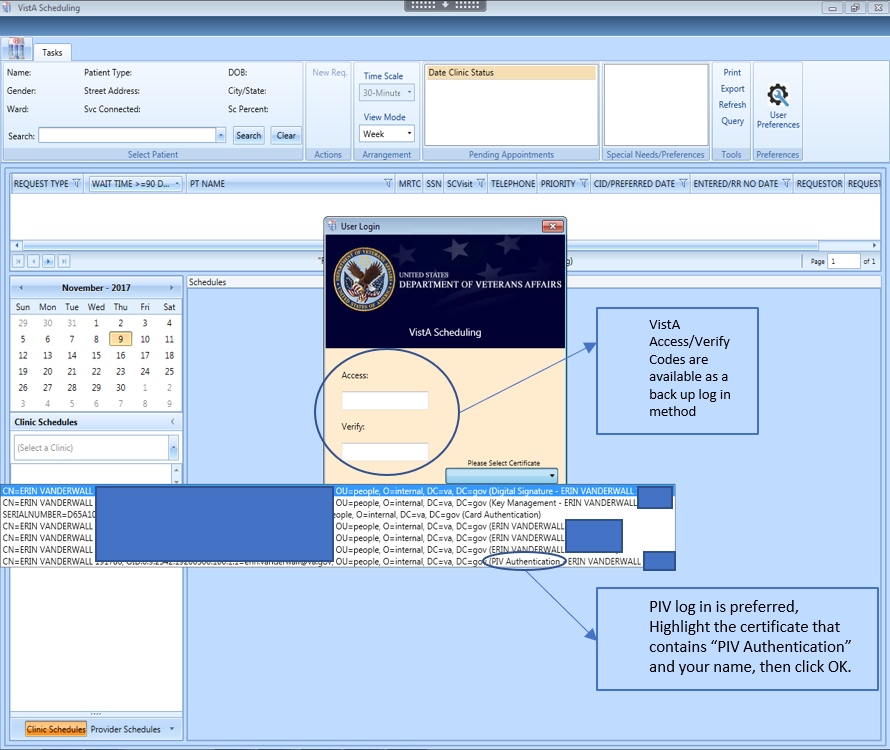 VistA Scheduling
Tasks
Name:
Patient Type:
DOB:
Gender:
Street Address:
City/State:
Ward:
Svc Connected:
Sc Percent:
Search:
Search
Clear
Select Patient
New Req.
Actions
Time Scale
30-Minute
View Mode
Week
Arrangement
Date Clinic Status
Pending Appointments
Special Needs/Preferences
Print
Export
Refresh
Query
Tools
User
Preferences
Preferences
REQUEST TYPE
WAIT TIME >=90 D...
PT NAME
MRTC
SSN
SCVisit
TELEPHONE
PRIORITY
CID/PREFERRED DATE
ENTERED/RR NO DATE
REQUESTOR
REQUEST
Page 1 of 1
November - 2017
Sun Mon Tue Wed Thu Fri Sat
29 30 31 1 2 3 4
5 6 7 8 9 10 11
12 13 14 15 16 17 18
19 20 21 22 23 24 25
26 27 28 29 30 1 2
3 4 5 6 7 8 9
Clinic Schedules
(Select a Clinic)
Schedules
User Login
UNITED STATES
DEPARTMENT OF VETERANS AFFAIRS
VistA Scheduling
Access:
Verify:
Please Select Certificate
VistA
Access/Verify
Codes are
available as a
back up log in
method
CN=ERIN VANDERWALL OU=people, O=internal, DC=va, DC=gov (Digital Signature - ERIN VANDERWALL
CN=ERIN VANDERWALL OU=people, O=internal, DC=va, DC=gov (Key Management - ERIN VANDERWALL
SERIALNUMBER=D65A10 eople, O=internal, DC=va, DC=gov (Card Authentication)
CN=ERIN VANDERWALL OU=people, O=internal, DC=va, DC=gov (ERIN VANDERWALL
CN=ERIN VANDERWALL OU=people, O=internal, DC=va, DC=gov (ERIN VANDERWALL
CN=ERIN VANDERWALL OU=people, O=internal, DC=va, DC=gov (ERIN VANDERWALL
CN=ERIN VANDERWALL OU=people, O=internal, DC=va, DC=gov (PIV Authentication - ERIN VANDERWALL
PIV log in is preferred,
Highlight the certificate that
contains “PIV Authentication”
and your name, then click OK.
Clinic Schedules
Provider Schedules